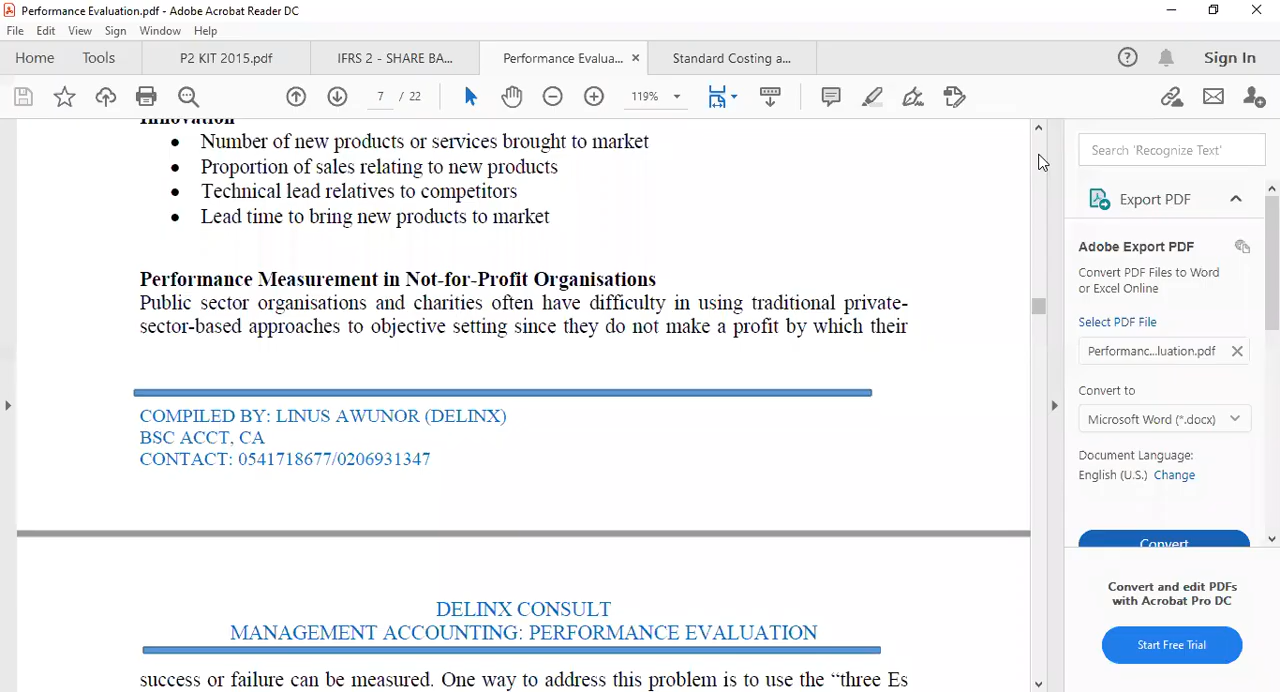 Performance Evaluation.pdf - Adobe Acrobat Reader DC
File Edit View Sign Window Help
Home Tools P2 KIT 2015.pdf IFRS 2 - SHARE BA... Performance Evalua... Standard Costing a... Sign In
7 / 22 119%
Innovation
• Number of new products or services brought to market
• Proportion of sales relating to new products
• Technical lead relatives to competitors
• Lead time to bring new products to market
Performance Measurement in Not-for-Profit Organisations
Public sector organisations and charities often have difficulty in using traditional private-
sector-based approaches to objective setting since they do not make a profit by which their
COMPILED BY: LINUS AWUNOR (DELINX)
BSC ACCT, CA
CONTACT: 0541718677/0206931347
DELINX CONSULT
MANAGEMENT ACCOUNTING: PERFORMANCE EVALUATION
success or failure can be measured. One way to address this problem is to use the “three Es
Search 'Recognize Text'
Export PDF
Adobe Export PDF
Convert PDF Files to Word
or Excel Online
Select PDF File
Performanc...luation.pdf
Convert to
Microsoft Word (*.docx)
Document Language:
English (U.S.) Change
Convert
Convert and edit PDFs
with Acrobat Pro DC
Start Free Trial